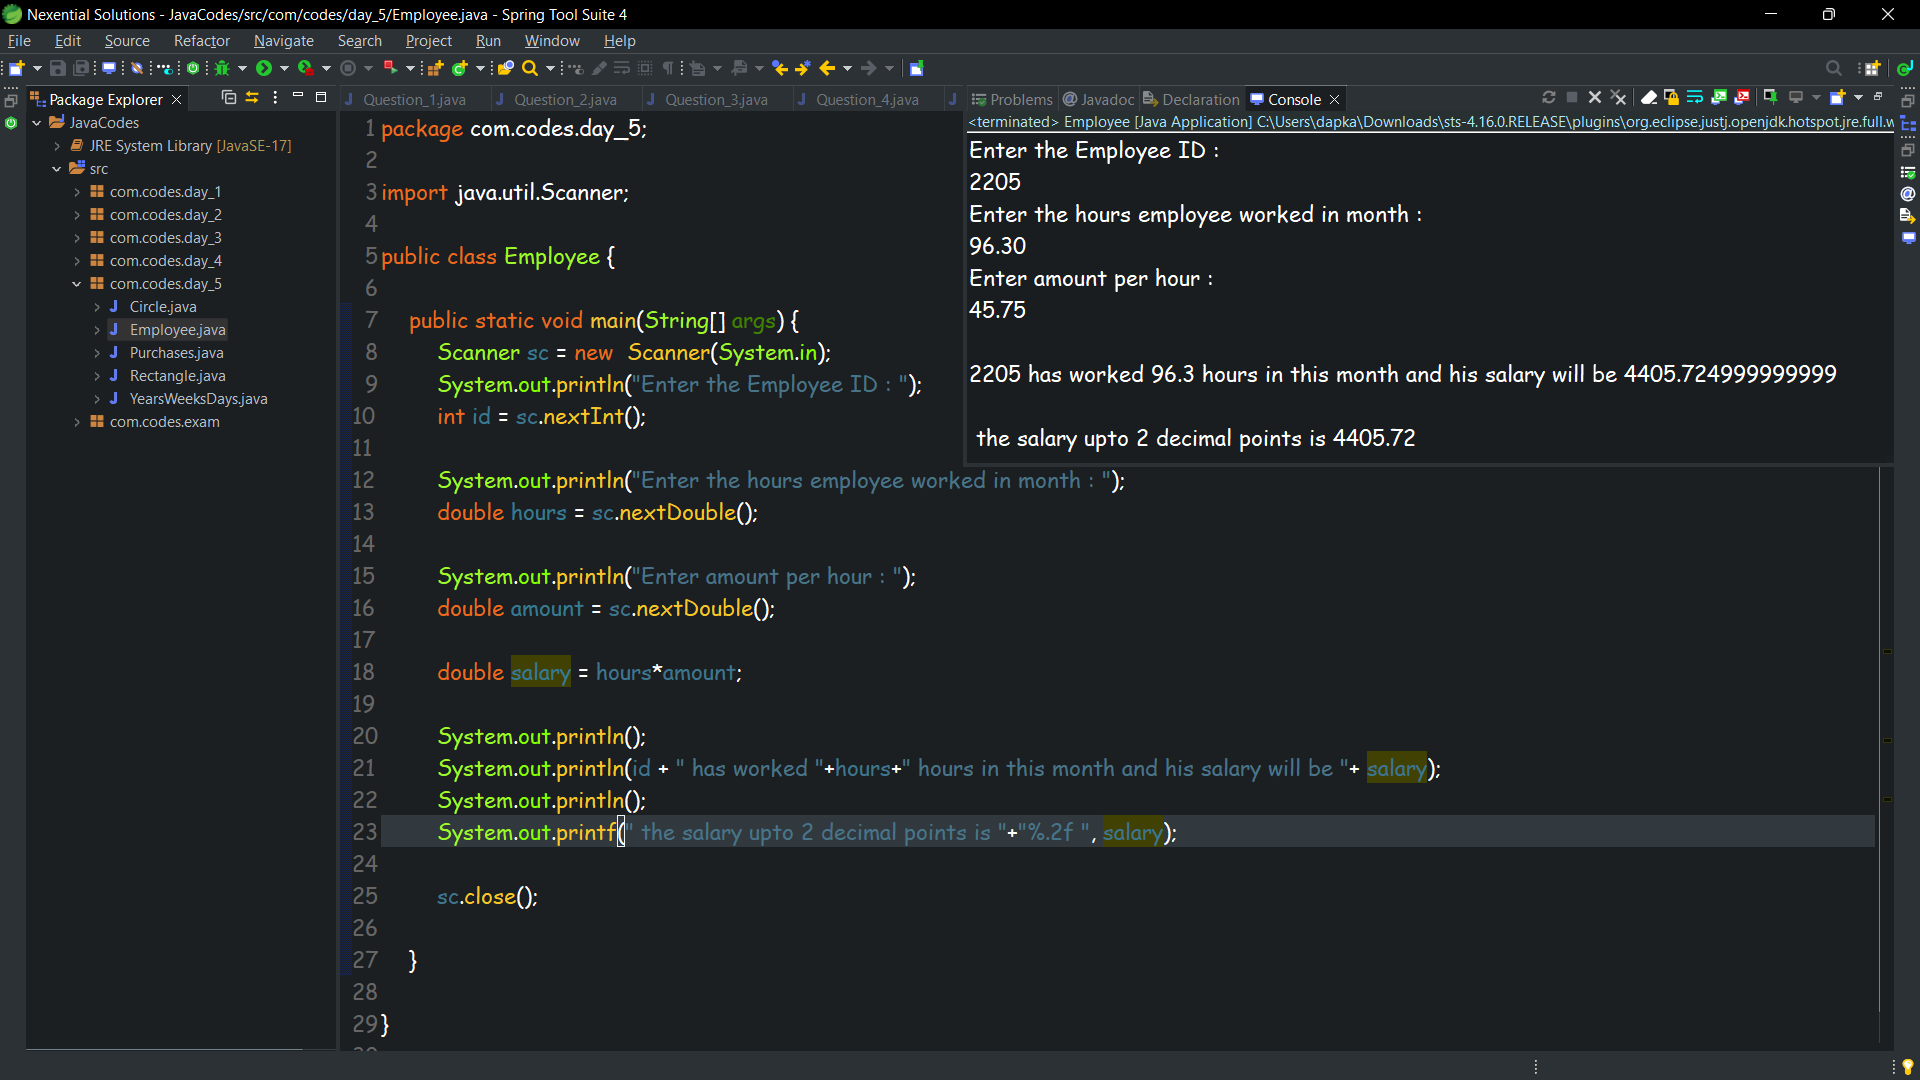 Nexential Solutions - JavaCodes/src/com/codes/day_5/Employee.java - Spring Tool Suite 4
File Edit Source Refactor Navigate Search Project Run Window Help
Package Explorer
JavaCodes
JRE System Library [JavaSE-17]
src
com.codes.day_1
com.codes.day_2
com.codes.day_3
com.codes.day_4
com.codes.day_5
Circle.java
Employee.java
Purchases.java
Rectangle.java
YearsWeeksDays.java
com.codes.exam
Question_1.java Question_2.java Question_3.java Question_4.java
1 package com.codes.day_5;
2
3 import java.util.Scanner;
4
5 public class Employee {
6
7 public static void main(String[] args) {
8 Scanner sc = new  Scanner(System.in);
9 System.out.println("Enter the Employee ID : ");
10 int id = sc.nextInt();
11
12 System.out.println("Enter the hours employee worked in month : ");
13 double hours = sc.nextDouble();
14
15 System.out.println("Enter amount per hour : ");
16 double amount = sc.nextDouble();
17
18 double salary = hours*amount;
19
20 System.out.println();
21 System.out.println(id + " has worked "+hours+" hours in this month and his salary will be "+ salary);
22 System.out.println();
23 System.out.printf(" the salary upto 2 decimal points is "+"%.2f ", salary);
24
25 sc.close();
26
27 }
28
29 }
Problems Javadoc Declaration Console
<terminated> Employee [Java Application] C:\Users\dapka\Downloads\sts-4.16.0.RELEASE\plugins\org.eclipse.justj.openjdk.hotspot.jre.full.w
Enter the Employee ID :
2205
Enter the hours employee worked in month :
96.30
Enter amount per hour :
45.75
2205 has worked 96.3 hours in this month and his salary will be 4405.724999999999
the salary upto 2 decimal points is 4405.72